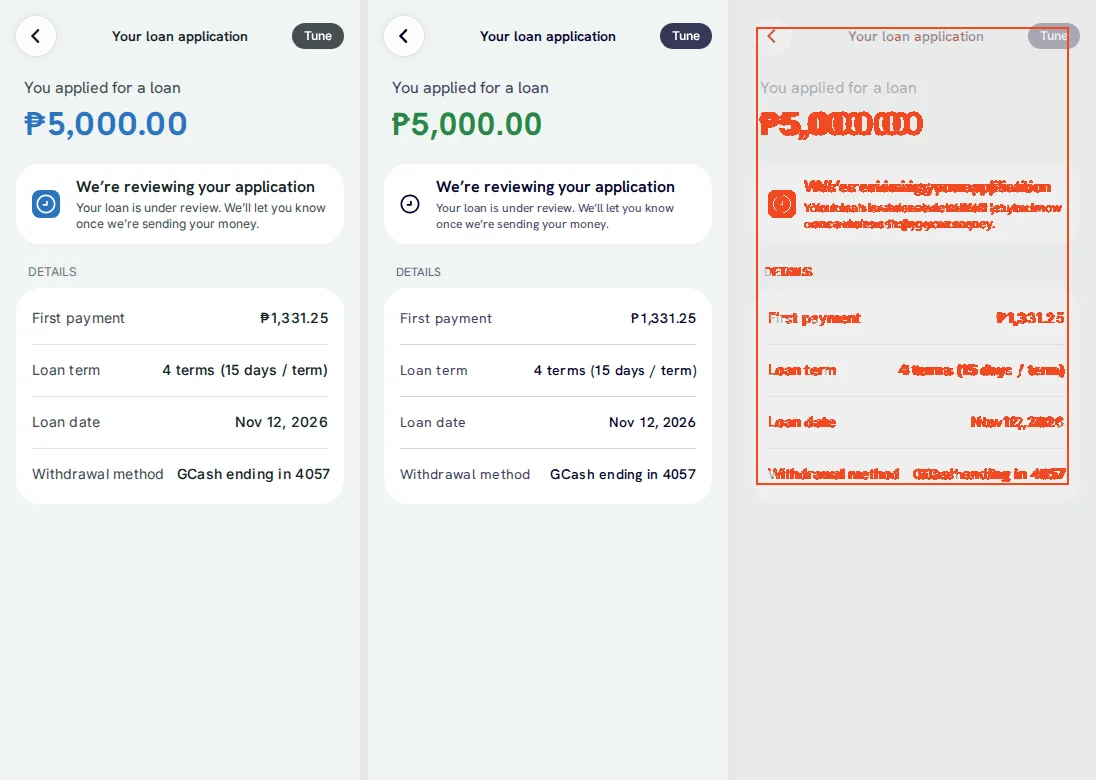 Your loan application
Tune
You applied for a loan
₱5,000.00
We're reviewing your application
Your loan is under review. We'll let you know
once we're sending your money.
DETAILS
First payment ₱1,331.25
Loan term 4 terms (15 days / term)
Loan date Nov 12, 2026
Withdrawal method GCash ending in 4057
Your loan application
Tune
You applied for a loan
₱5,000.00
We're reviewing your application
Your loan is under review. We'll let you know
once we're sending your money.
DETAILS
First payment ₱1,331.25
Loan term 4 terms (15 days / term)
Loan date Nov 12, 2026
Withdrawal method GCash ending in 4057
Your loan application
Tune
You applied for a loan
DETAILS
First payment ₱1,331.25
Loan term
Loan date
Withdrawal method